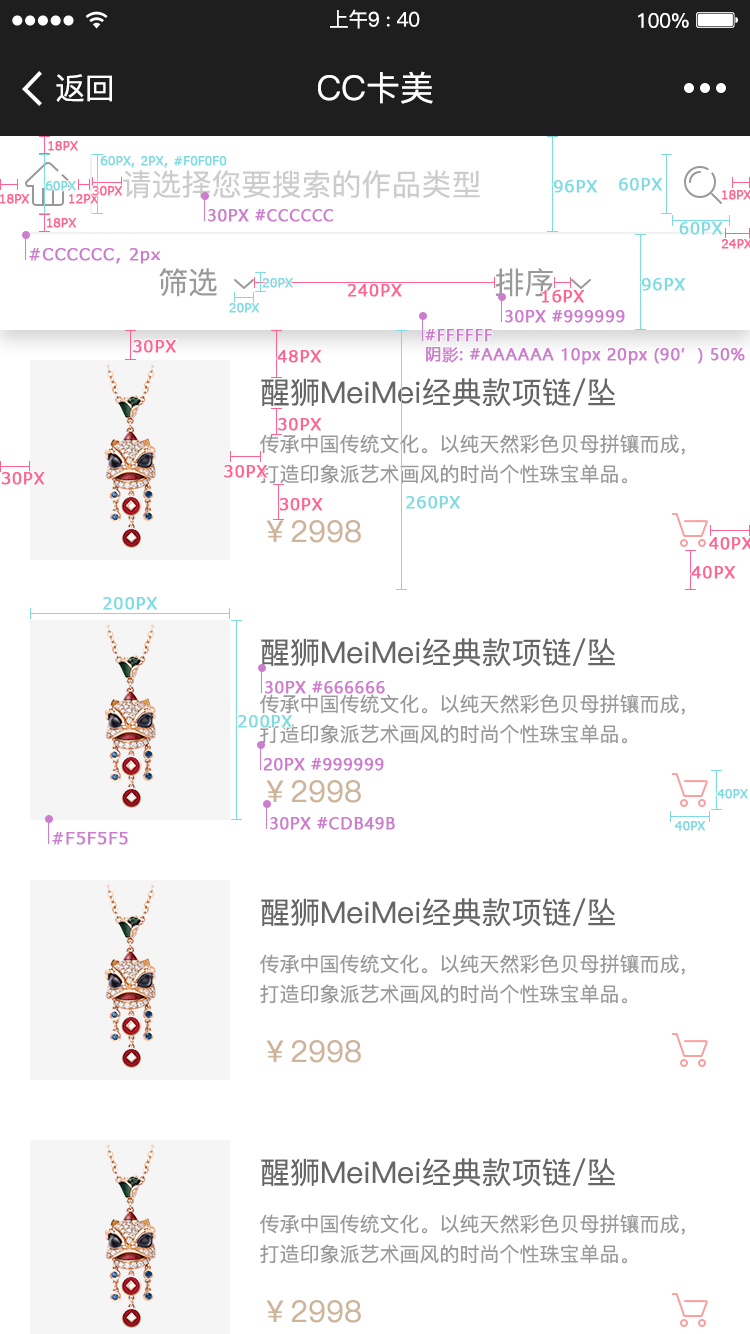 上午9 : 40
100%
返回
CC卡美
18PX
60PX, 2PX, #F0F0F0
请选择您要搜索的作品类型
60PX
18PX
12PX
30PX
96PX
60PX
18PX
30PX #CCCCCC
18PX
60PX
24PX
#CCCCCC, 2px
筛选
20PX
20PX
240PX
排序
16PX
96PX
30PX #999999
#FFFFFF
阴影: #AAAAAA 10px 20px (90′) 50%
30PX
48PX
醒狮MeiMei经典款项链/坠
30PX
传承中国传统文化。以纯天然彩色贝母拼镶而成,
打造印象派艺术画风的时尚个性珠宝单品。
30PX
30PX
30PX
260PX
¥ 2998
40PX
40PX
200PX
醒狮MeiMei经典款项链/坠
30PX #666666
传承中国传统文化。以纯天然彩色贝母拼镶而成,
200PX
打造印象派艺术画风的时尚个性珠宝单品。
20PX #999999
¥ 2998
40PX
30PX #CDB49B
40PX
#F5F5F5
醒狮MeiMei经典款项链/坠
传承中国传统文化。以纯天然彩色贝母拼镶而成,
打造印象派艺术画风的时尚个性珠宝单品。
¥ 2998
醒狮MeiMei经典款项链/坠
传承中国传统文化。以纯天然彩色贝母拼镶而成,
打造印象派艺术画风的时尚个性珠宝单品。
¥ 2998